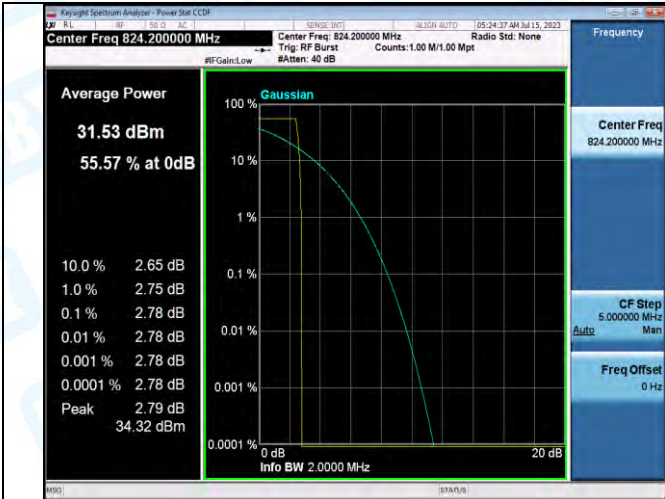 Keysight Spectrum Analyzer - Power Stat CCDF
RL RF 50 Ω AC SENSE:INT ALIGN AUTO 05:24:37 AM Jul 15, 2023
Center Freq 824.200000 MHz
Center Freq: 824.200000 MHz Radio Std: None
Trig: RF Burst Counts:1.00 M/1.00 Mpt
#IFGain:Low #Atten: 40 dB
Frequency
Average Power
31.53 dBm
55.57 % at 0dB
10.0 % 2.65 dB
1.0 % 2.75 dB
0.1 % 2.78 dB
0.01 % 2.78 dB
0.001 % 2.78 dB
0.0001 % 2.78 dB
Peak 2.79 dB
34.32 dBm
Gaussian
100 %
10 %
1 %
0.1 %
0.01 %
0.001 %
0.0001 %
0 dB 20 dB
Info BW 2.0000 MHz
Center Freq
824.200000 MHz
CF Step
5.000000 MHz
Auto Man
Freq Offset
0 Hz
MSG STATUS